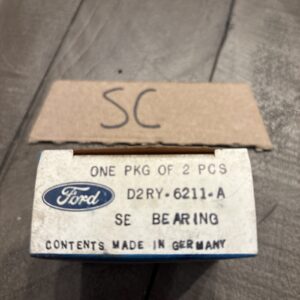 SC
ONE PKG OF 2 PCS
Ford D2RY-6211-A
SE BEARING
CONTENTS MADE IN GERMANY